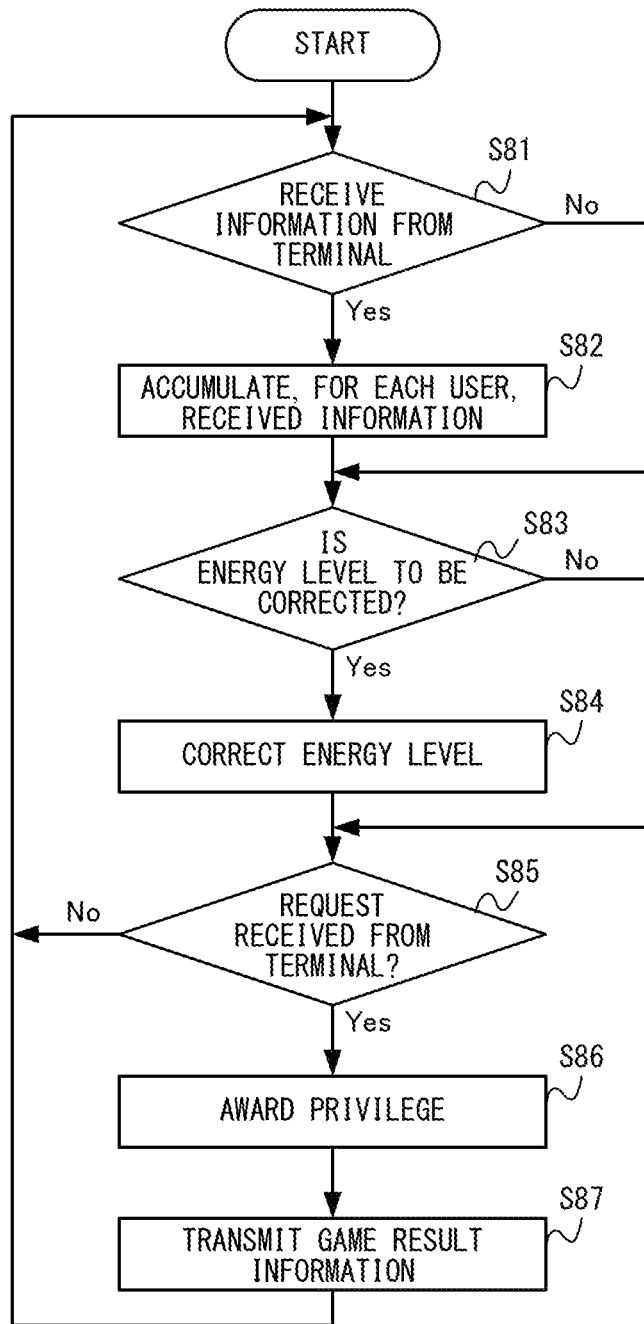 START
S81
RECEIVE
INFORMATION FROM
TERMINAL
No
Yes
S82
ACCUMULATE, FOR EACH USER,
RECEIVED INFORMATION
S83
IS
ENERGY LEVEL TO BE
CORRECTED?
No
Yes
S84
CORRECT ENERGY LEVEL
S85
REQUEST
RECEIVED FROM
TERMINAL?
No
Yes
S86
AWARD PRIVILEGE
S87
TRANSMIT GAME RESULT
INFORMATION